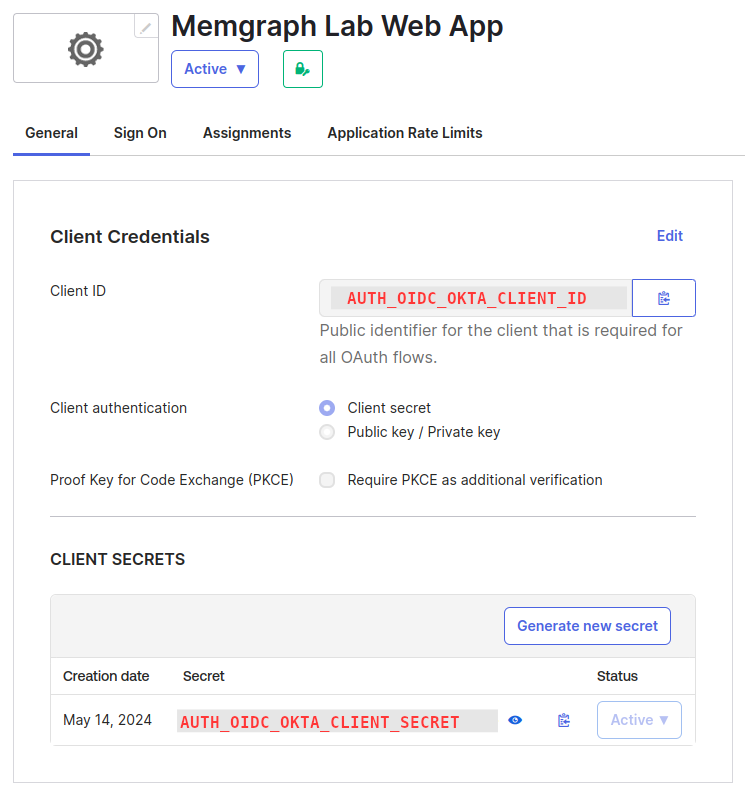 Memgraph Lab Web App
Active ▼
General Sign On Assignments Application Rate Limits
Client Credentials Edit
Client ID AUTH_OIDC_OKTA_CLIENT_ID
Public identifier for the client that is required for
all OAuth flows.
Client authentication Client secret
Public key / Private key
Proof Key for Code Exchange (PKCE) Require PKCE as additional verification
CLIENT SECRETS
Generate new secret
Creation date Secret Status
May 14, 2024 AUTH_OIDC_OKTA_CLIENT_SECRET Active ▼